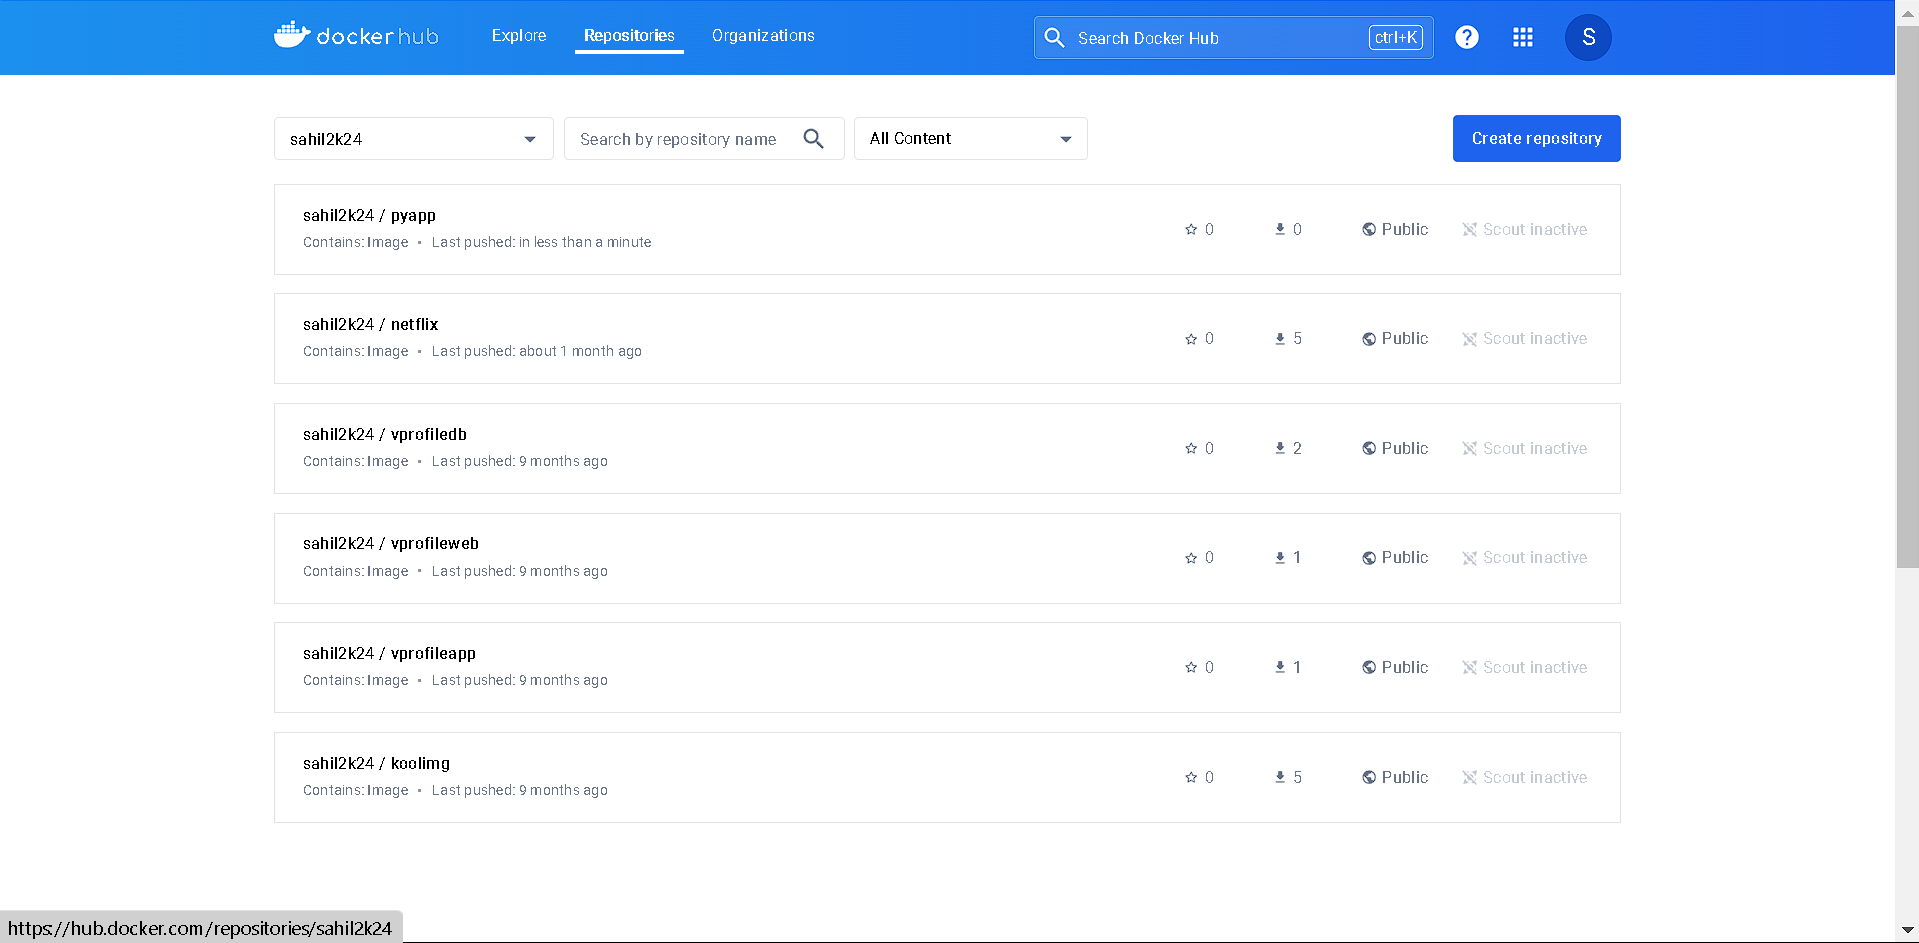 dockerhub Explore Repositories Organizations Search Docker Hub ctrl+K ? S
sahil2k24 Search by repository name All Content Create repository
sahil2k24 / pyapp
Contains: Image • Last pushed: in less than a minute
0 0 Public Scout inactive
sahil2k24 / netflix
Contains: Image • Last pushed: about 1 month ago
0 5 Public Scout inactive
sahil2k24 / vprofiledb
Contains: Image • Last pushed: 9 months ago
0 2 Public Scout inactive
sahil2k24 / vprofileweb
Contains: Image • Last pushed: 9 months ago
0 1 Public Scout inactive
sahil2k24 / vprofileapp
Contains: Image • Last pushed: 9 months ago
0 1 Public Scout inactive
sahil2k24 / koolimg
Contains: Image • Last pushed: 9 months ago
0 5 Public Scout inactive
https://hub.docker.com/repositories/sahil2k24